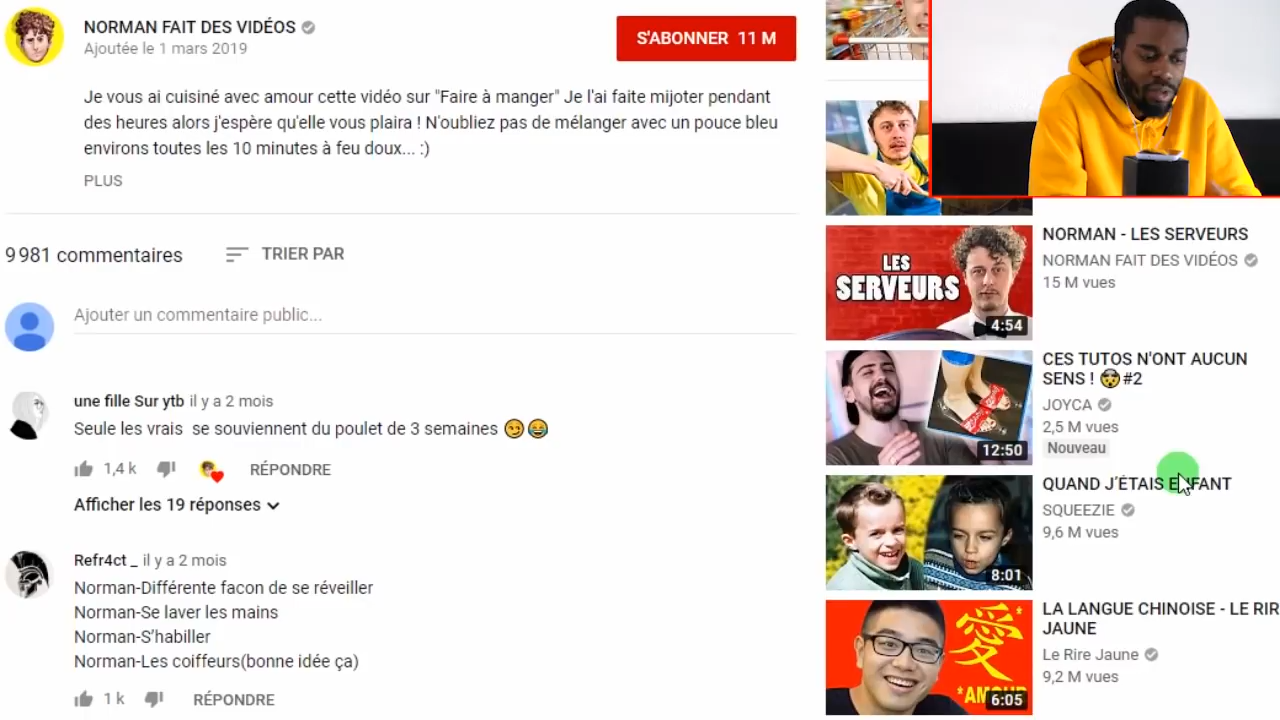 NORMAN FAIT DES VIDÉOS
Ajoutée le 1 mars 2019
S'ABONNER 11 M
Je vous ai cuisiné avec amour cette vidéo sur "Faire à manger" Je l'ai faite mijoter pendant
des heures alors j'espère qu'elle vous plaira ! N'oubliez pas de mélanger avec un pouce bleu
environs toutes les 10 minutes à feu doux... :)
PLUS
9 981 commentaires
TRIER PAR
Ajouter un commentaire public...
une fille Sur ytb il y a 2 mois
Seule les vrais se souviement du poulet de 3 semaines 😏😂
1,4 k
RÉPONDRE
Afficher les 19 réponses
Refr4ct _ il y a 2 mois
Norman-Différente facon de se réveiller
Norman-Se laver les mains
Norman-S'habiller
Norman-Les coiffeurs(bonne idée ça)
1 k
RÉPONDRE
LES
SERVEURS
4:54
NORMAN - LES SERVEURS
NORMAN FAIT DES VIDÉOS
15 M vues
12:50
CES TUTOS N'ONT AUCUN
SENS ! 🤯#2
JOYCA
2,5 M vues
Nouveau
8:01
QUAND J'ÉTAIS ENFANT
SQUEEZIE
9,6 M vues
愛
*AMOUR
6:05
LA LANGUE CHINOISE - LE RIRE
JAUNE
Le Rire Jaune
9,2 M vues